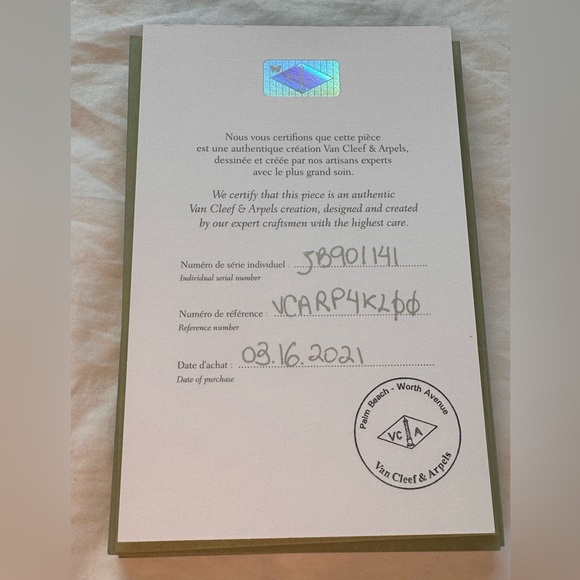 Nous vous certifions que cette pièce
est une authentique création Van Cleef & Arpels,
dessinée et créée par nos artisans experts
avec le plus grand soin.
We certify that this piece is an authentic
Van Cleef & Arpels creation, designed and created
by our expert craftsmen with the highest care.
Numéro de série individuel : JB901141
Individual serial number
Numéro de référence : VCARP4KL00
Reference number
Date d'achat : 03.16.2021
Date of purchase
Palm Beach - Worth Avenue
VC A
Van Cleef & Arpels